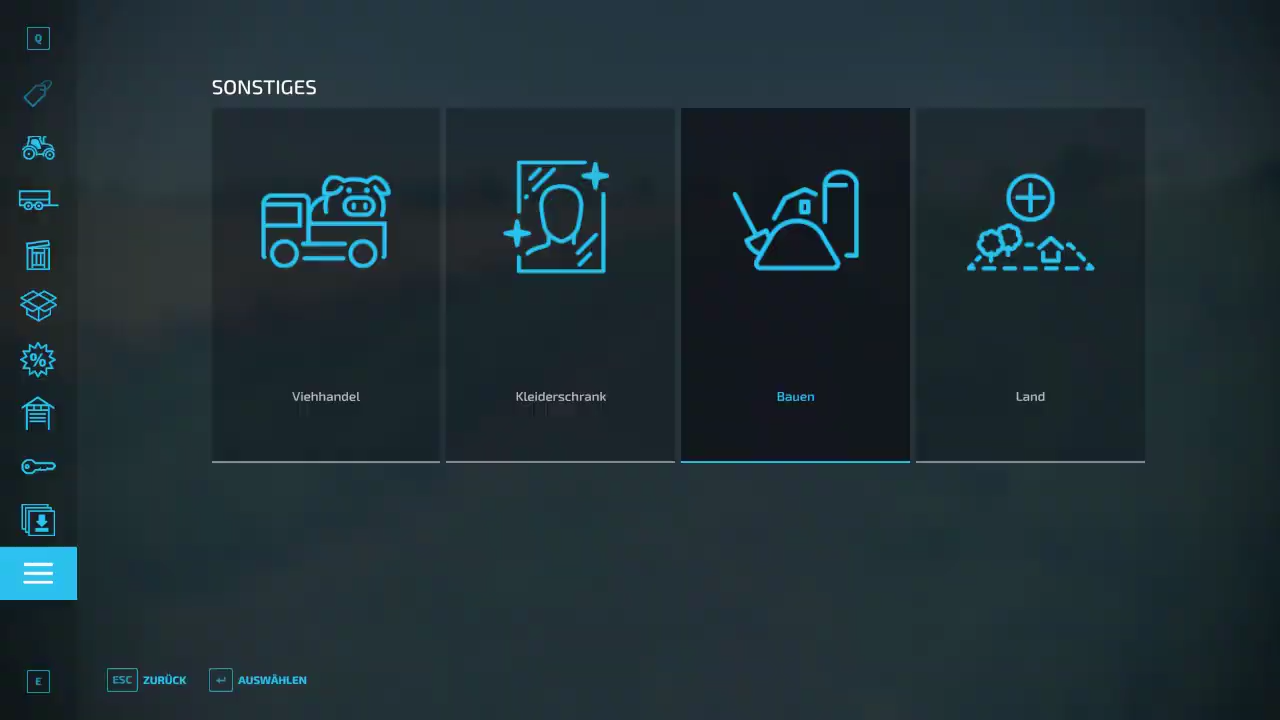 Q
SONSTIGES
%
Viehhandel
Kleiderschrank
Bauen
Land
E
ESC ZURÜCK
↵ AUSWÄHLEN